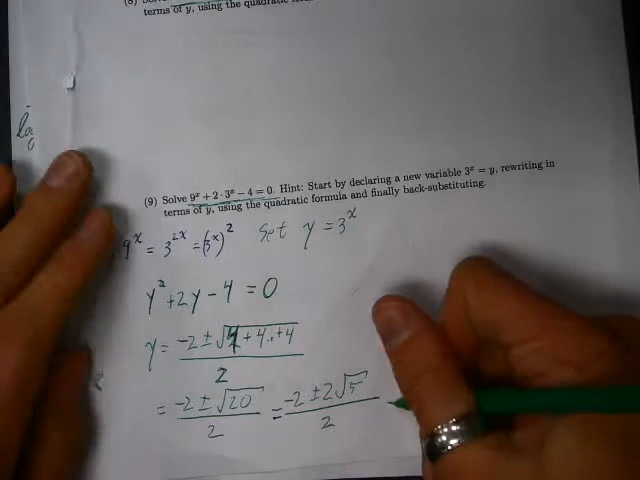 terms of y, using the quadratic
(9) Solve 9^x + 2 · 3^x − 4 = 0. Hint: Start by declaring a new variable 3^x = y, rewriting in
terms of y, using the quadratic formula and finally back-substituting.
9^x = 3^{2x} = (3^x)^2 Set y = 3^x
y^2 + 2y − 4 = 0
y = (−2 ± √(4 + 4·+4)) / 2
= (−2 ± √20) / 2 = (−2 ± 2√5) / 2